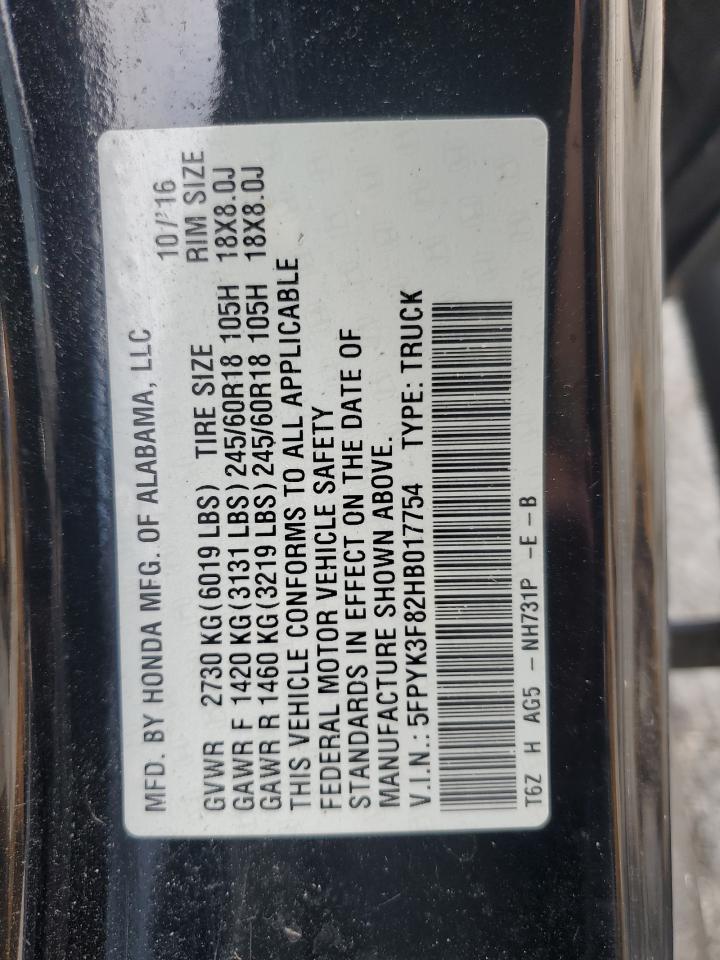 MFD. BY HONDA MFG. OF ALABAMA, LLC 10/'16
GVWR 2730 KG(6019 LBS) TIRE SIZE RIM SIZE
GAWR F 1420 KG(3131 LBS) 245/60R18 105H 18X8.0J
GAWR R 1460 KG(3219 LBS) 245/60R18 105H 18X8.0J
THIS VEHICLE CONFORMS TO ALL APPLICABLE
FEDERAL MOTOR VEHICLE SAFETY
STANDARDS IN EFFECT ON THE DATE OF
MANUFACTURE SHOWN ABOVE.
V.I.N.: 5FPYK3F82HB017754 TYPE: TRUCK
T6Z H AG5 - NH731P -E-B